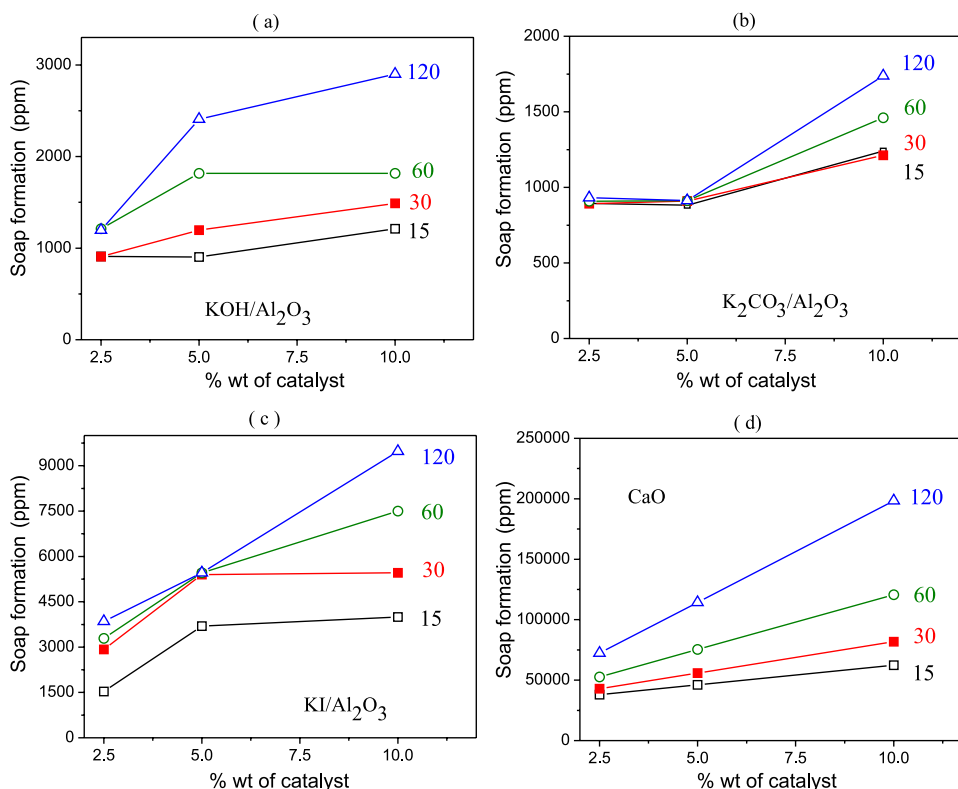 ( a )
Soap formation (ppm)
3000
2000
1000
0
120
60
30
15
KOH/Al2O3
2.5 5.0 7.5 10.0
% wt of catalyst
(b)
Soap formation (ppm)
2000
1500
1000
500
0
120
60
30
15
K2CO3/Al2O3
2.5 5.0 7.5 10.0
% wt of catalyst
( c )
Soap formation (ppm)
9000
7500
6000
4500
3000
1500
0
120
60
30
15
KI/Al2O3
2.5 5.0 7.5 10.0
% wt of catalyst
(d)
Soap formation (ppm)
250000
200000
150000
100000
50000
0
CaO
120
60
30
15
2.5 5.0 7.5 10.0
% wt of catalyst